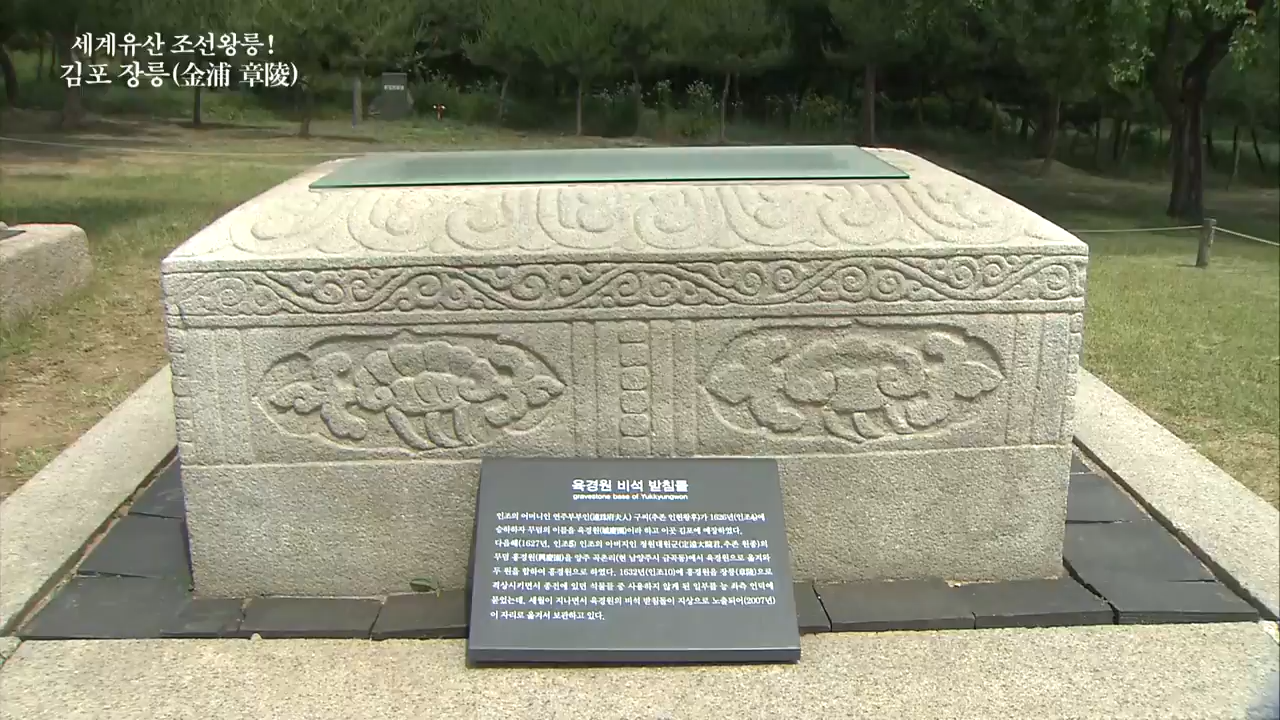 세계유산 조선왕릉!
김포 장릉(金浦 章陵)
육경원 비석 받침돌
gravestone base of Yukkyungwon
인조의 어머니인 연주부부인(連珠府夫人) 구씨(추존 인헌왕후)가 1626년(인조4)에
승하하자 무덤의 이름을 육경원(毓慶園)이라 하고 이곳 김포에 예장하였다.
다음해(1627년, 인조5) 인조의 아버지인 정원대원군(定遠大院君,추존 원종)의
무덤 흥경원(興慶園)을 양주 곡촌리(현 남양주시 금곡동)에서 육경원으로 옮겨와
두 원을 합하여 흥경원으로 하였다. 1632년(인조10)에 흥경원을 장릉(章陵)으로
격상시키면서 종전에 있던 석물들 중 사용하지 않게 된 일부를 능 좌측 언덕에
묻었는데, 세월이 지나면서 육경원의 비석 받침돌이 지상으로 노출되어(2007년)
이 자리로 옮겨서 보관하고 있다.